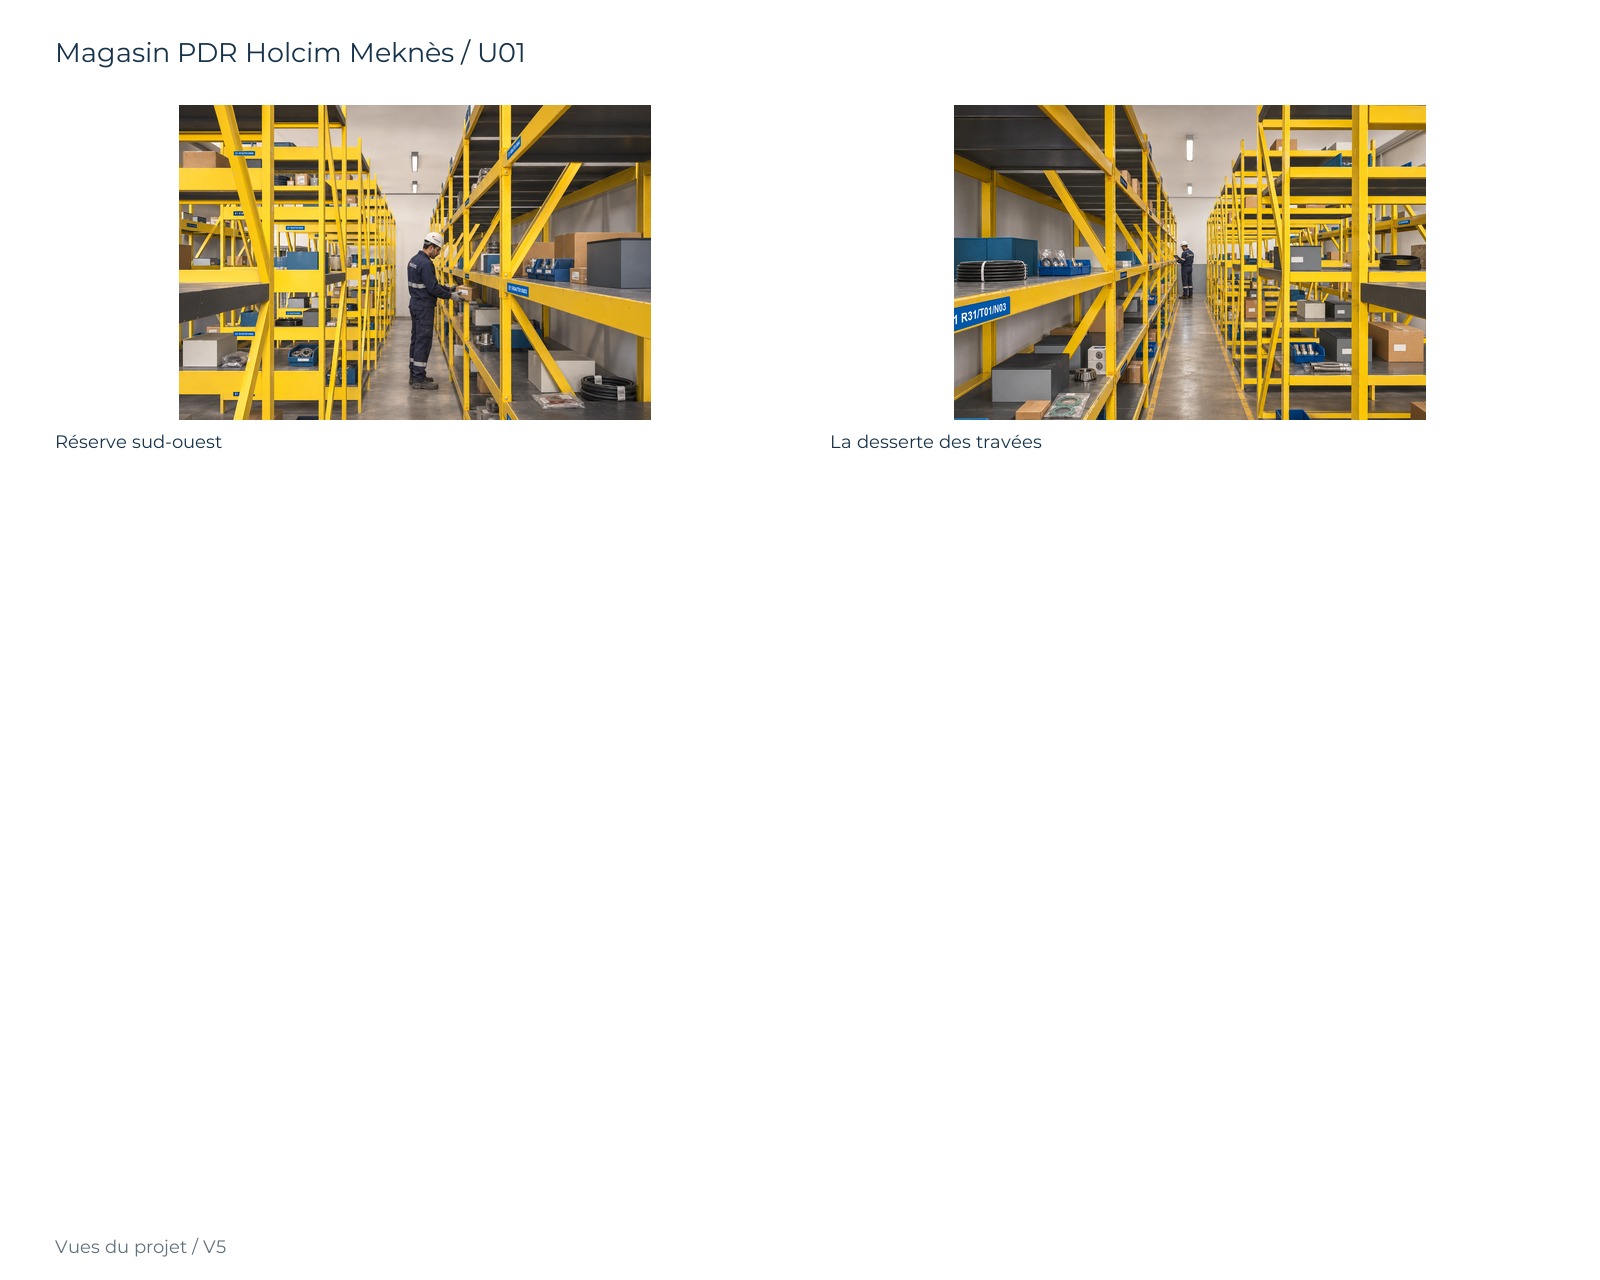 Magasin PDR Holcim Meknès / U01
1 R31/T01/N03
Réserve sud-ouest
La desserte des travées
Vues du projet / V5